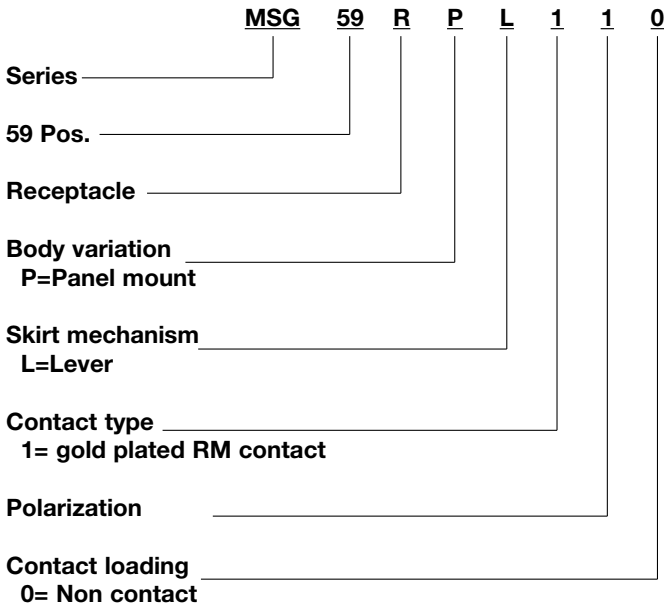 MSG 59 R P L 1 1 0
Series
59 Pos.
Receptacle
Body variation
P=Panel mount
Skirt mechanism
L=Lever
Contact type
1= gold plated RM contact
Polarization
Contact loading
0= Non contact